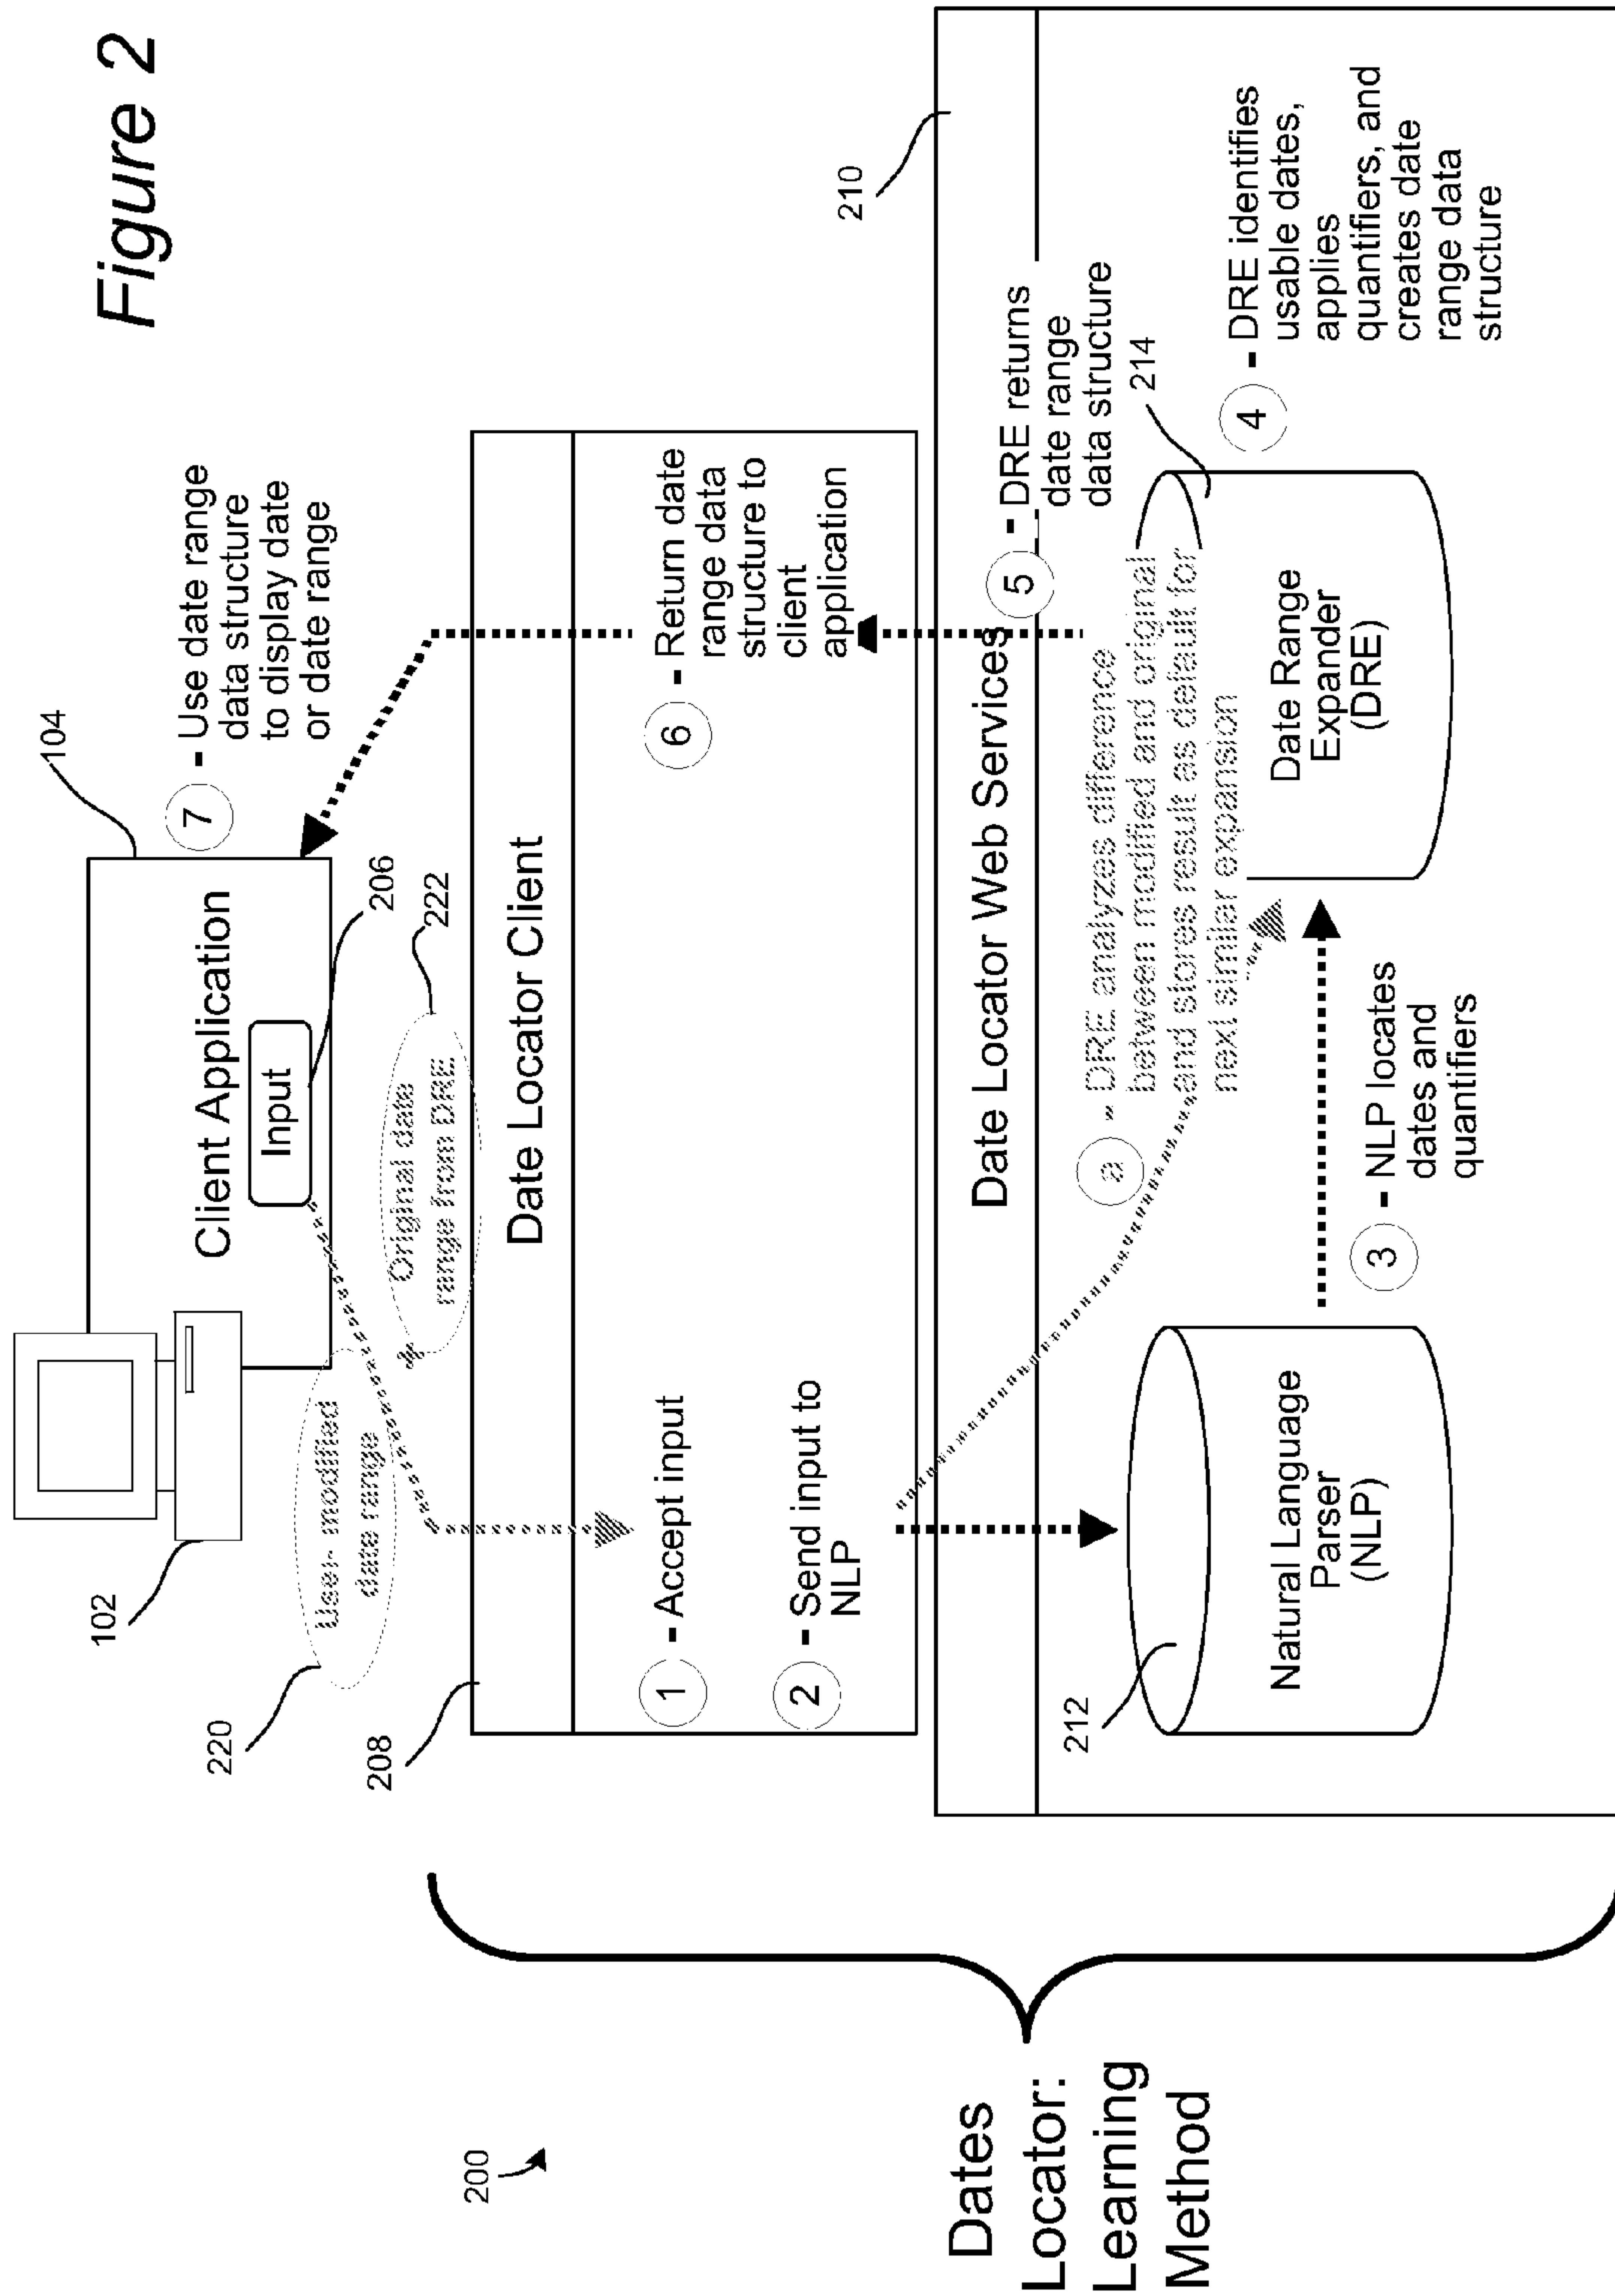 Figure 2
102
104
Client Application
Input
206
7 - Use date range
data structure
to display date
or date range
220
User- modified
date range
+
Original date
range from DRE
222
208
Date Locator Client
1 - Accept input
2 - Send input to
NLP
6 - Return date
range data
structure to
client
application
210
Date Locator Web Services
5 - DRE returns
date range
data structure
a - DRE analyzes difference
between modified and original
and stores result as default for
next similar expansion
212
Natural Language
Parser
(NLP)
3 - NLP locates
dates and
quantifiers
214
Date Range
Expander
(DRE)
4 - DRE identifies
usable dates,
applies
quantifiers, and
creates date
range data
structure
200
Dates
Locator:
Learning
Method